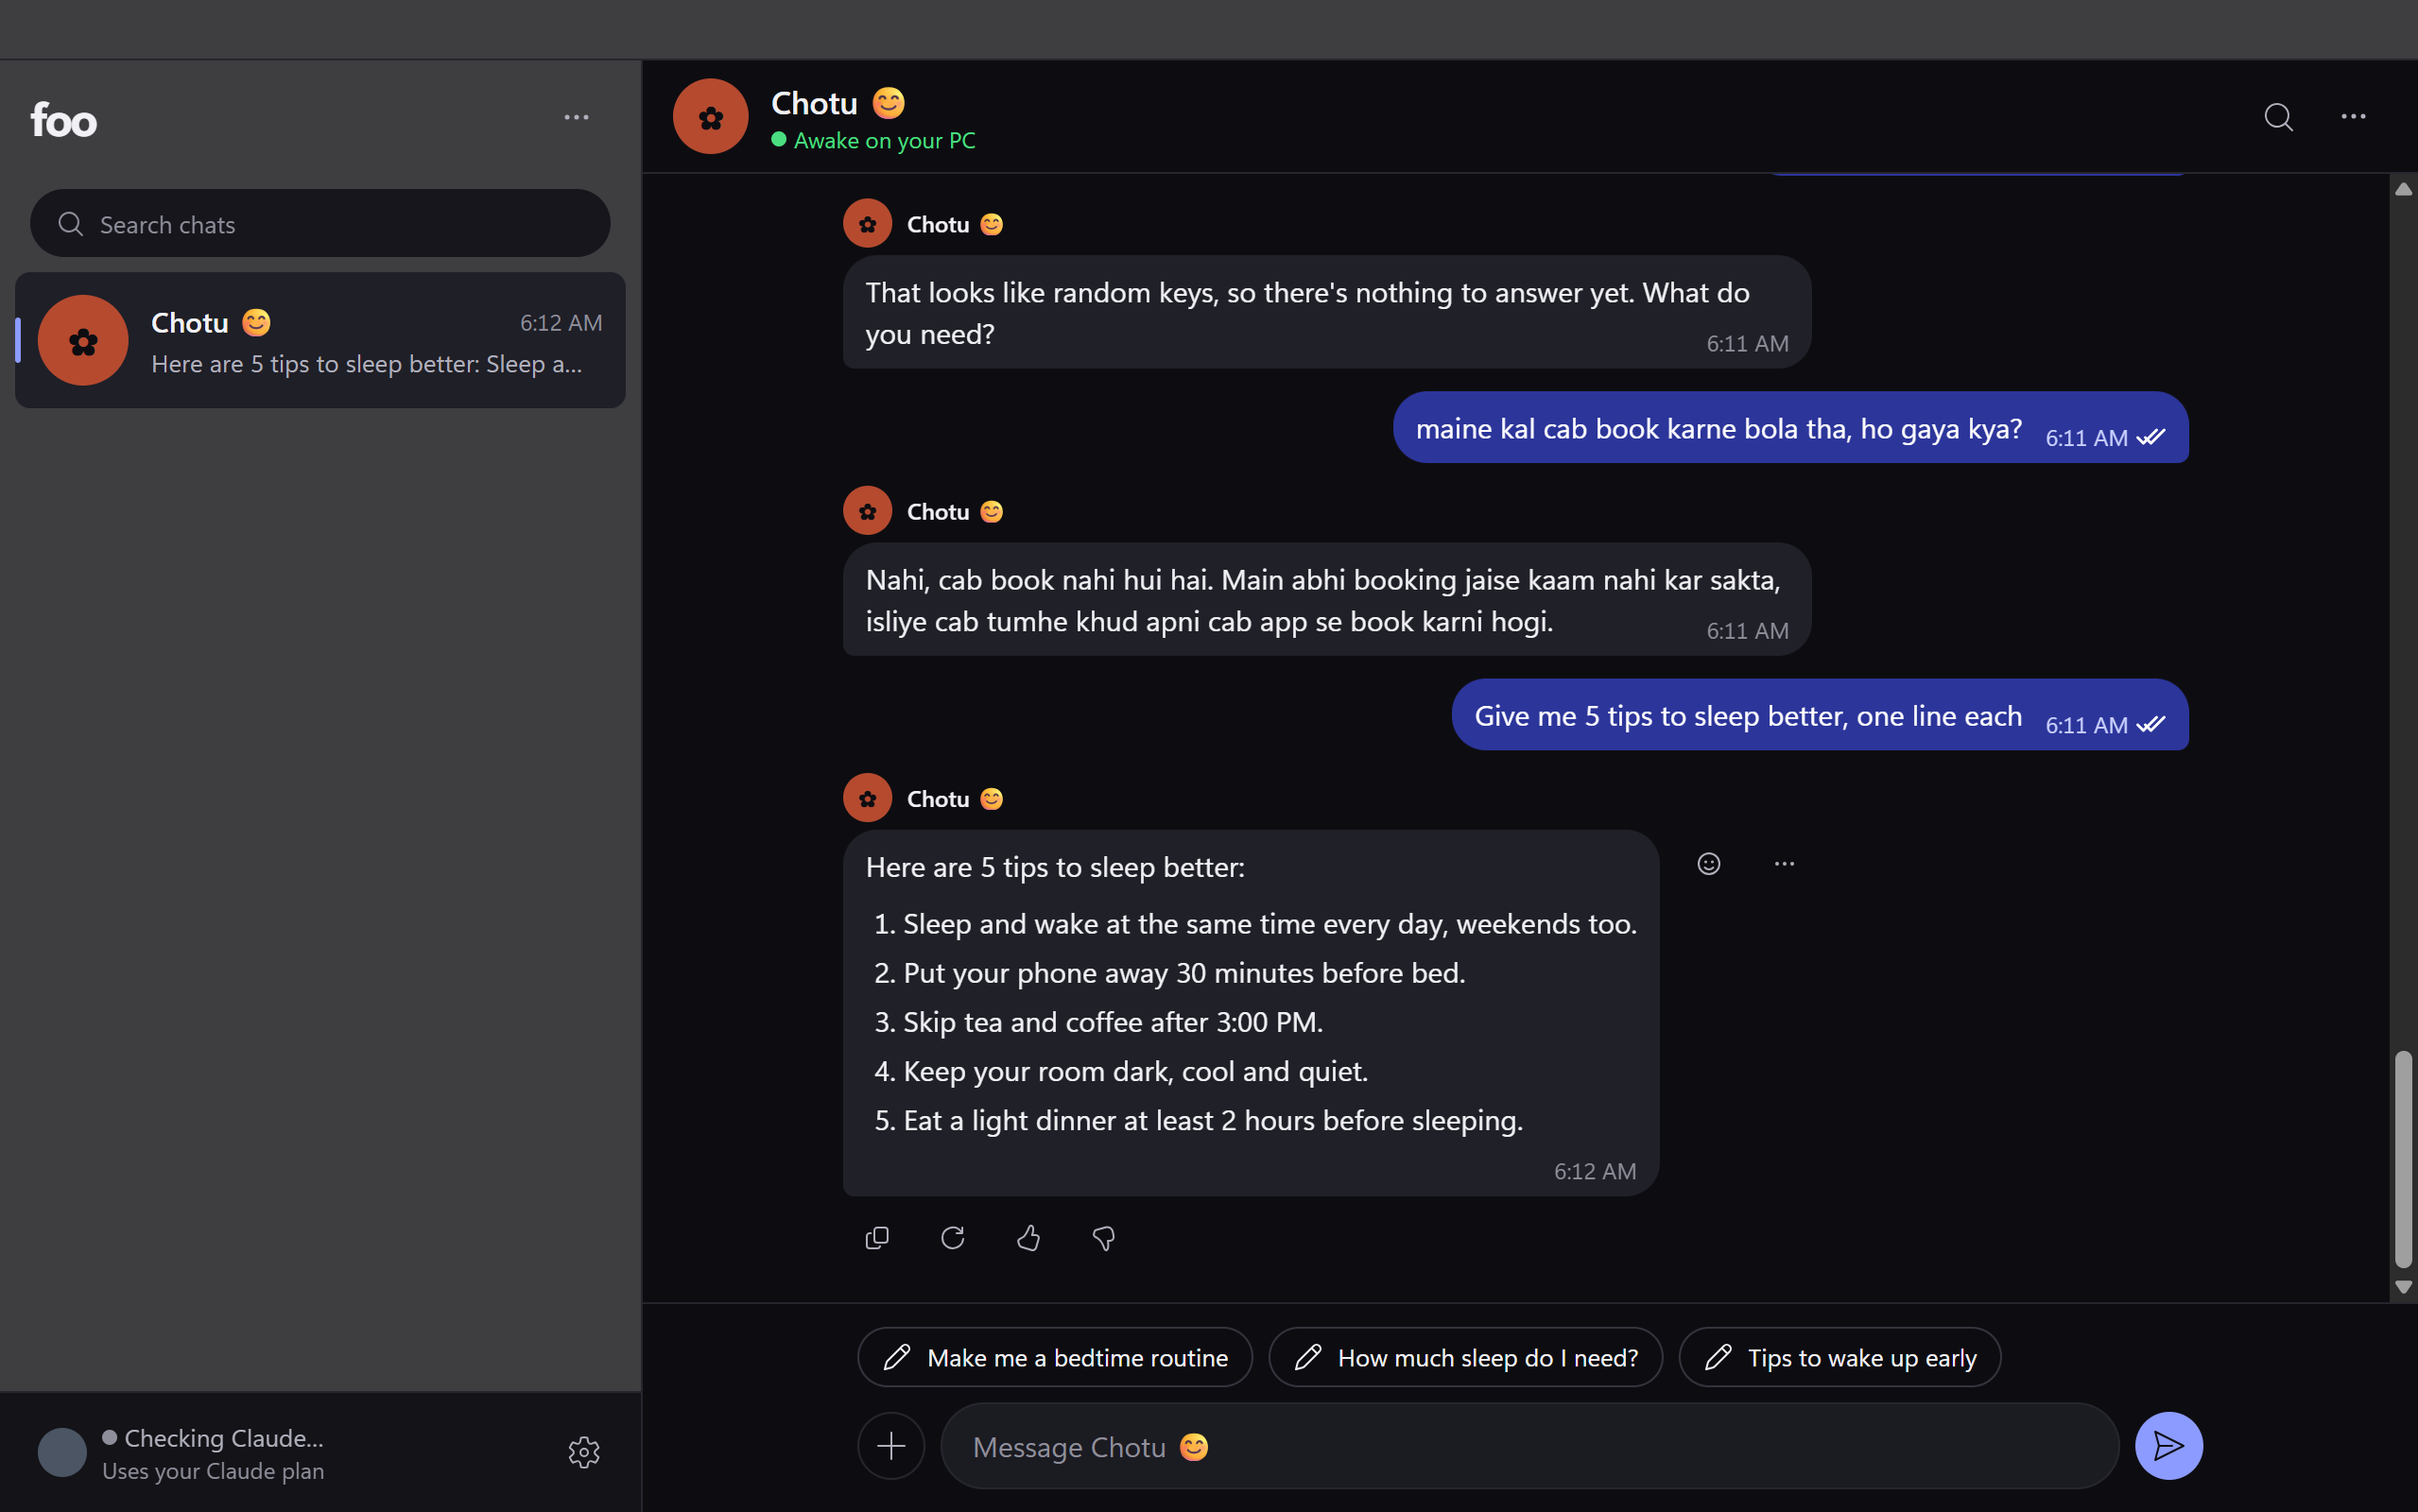 foo
Search chats
Chotu 😊
6:12 AM
Here are 5 tips to sleep better: Sleep a...
Checking Claude...
Uses your Claude plan
Chotu 😊
Awake on your PC
Chotu 😊
That looks like random keys, so there's nothing to answer yet. What do
you need?
6:11 AM
maine kal cab book karne bola tha, ho gaya kya? 6:11 AM
Chotu 😊
Nahi, cab book nahi hui hai. Main abhi booking jaise kaam nahi kar sakta,
isliye cab tumhe khud apni cab app se book karni hogi.
6:11 AM
Give me 5 tips to sleep better, one line each 6:11 AM
Chotu 😊
Here are 5 tips to sleep better:
1. Sleep and wake at the same time every day, weekends too.
2. Put your phone away 30 minutes before bed.
3. Skip tea and coffee after 3:00 PM.
4. Keep your room dark, cool and quiet.
5. Eat a light dinner at least 2 hours before sleeping.
6:12 AM
Make me a bedtime routine
How much sleep do I need?
Tips to wake up early
Message Chotu 😊